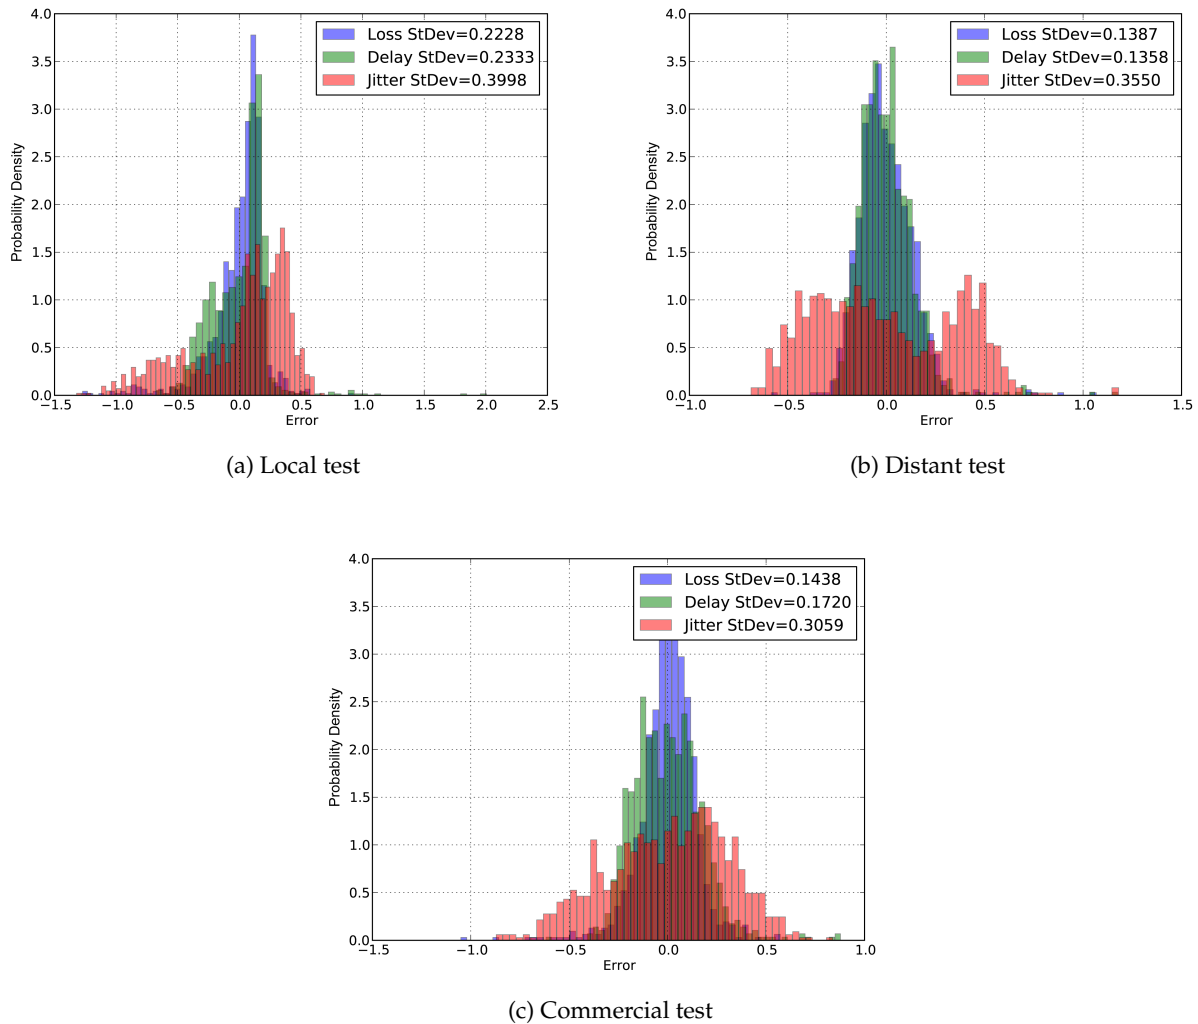 4.0
3.5
3.0
2.5
2.0
1.5
1.0
0.5
0.0
Probability Density
Loss StDev=0.2228
Delay StDev=0.2333
Jitter StDev=0.3998
−1.5 −1.0 −0.5 0.0 0.5 1.0 1.5 2.0 2.5
Error
(a) Local test
4.0
3.5
3.0
2.5
2.0
1.5
1.0
0.5
0.0
Probability Density
Loss StDev=0.1387
Delay StDev=0.1358
Jitter StDev=0.3550
−1.0 −0.5 0.0 0.5 1.0 1.5
Error
(b) Distant test
4.0
3.5
3.0
2.5
2.0
1.5
1.0
0.5
0.0
Probability Density
Loss StDev=0.1438
Delay StDev=0.1720
Jitter StDev=0.3059
−1.5 −1.0 −0.5 0.0 0.5 1.0
Error
(c) Commercial test